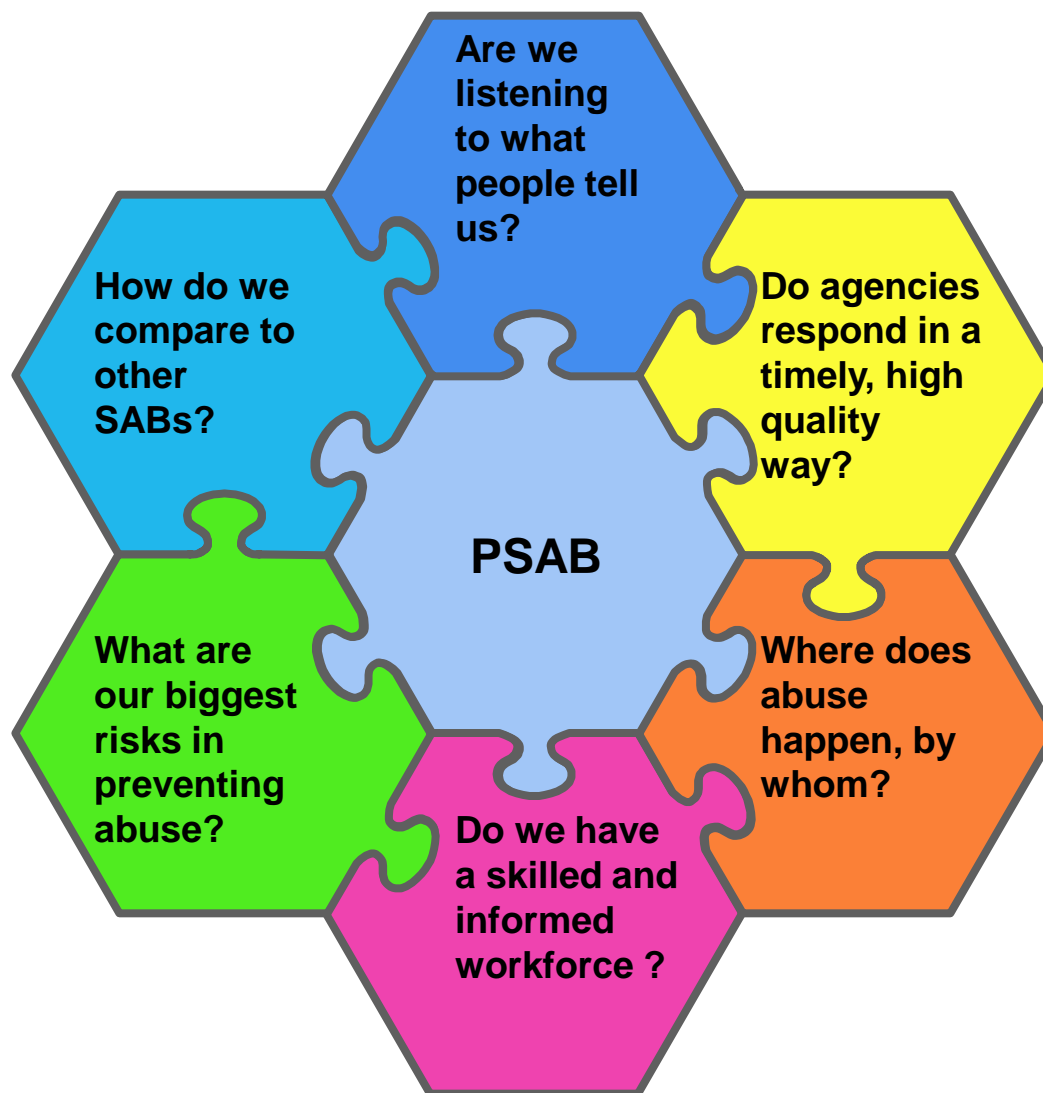 Are we
listening
to what
people tell
us?
Do agencies
respond in a
timely, high
quality
way?
Where does
abuse
happen, by
whom?
Do we have
a skilled and
informed
workforce ?
What are
our biggest
risks in
preventing
abuse?
How do we
compare to
other
SABs?
PSAB